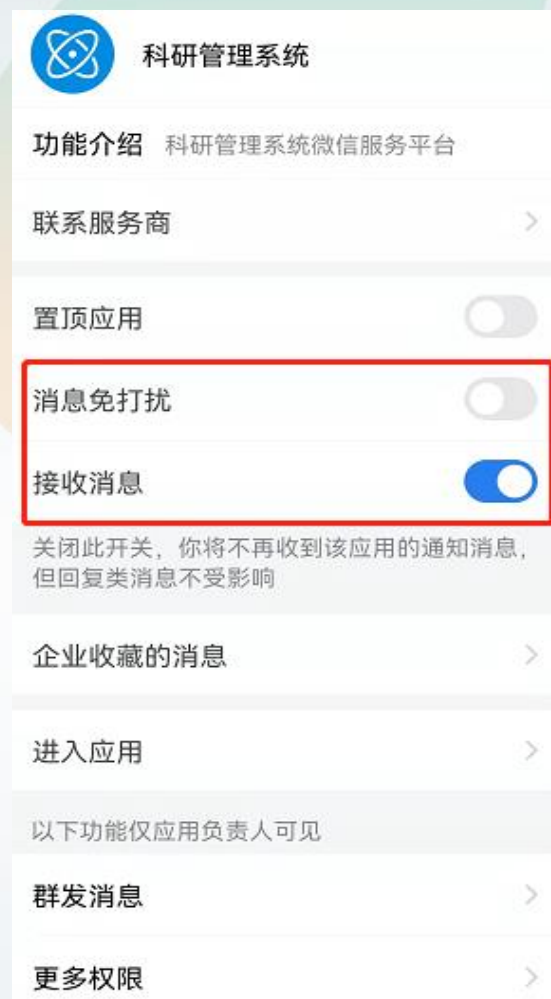 科研管理系统
功能介绍 科研管理系统微信服务平台
联系服务商
置顶应用
消息免打扰
接收消息
关闭此开关，你将不再收到该应用的通知消息，
但回复类消息不受影响
企业收藏的消息
进入应用
以下功能仅应用负责人可见
群发消息
更多权限